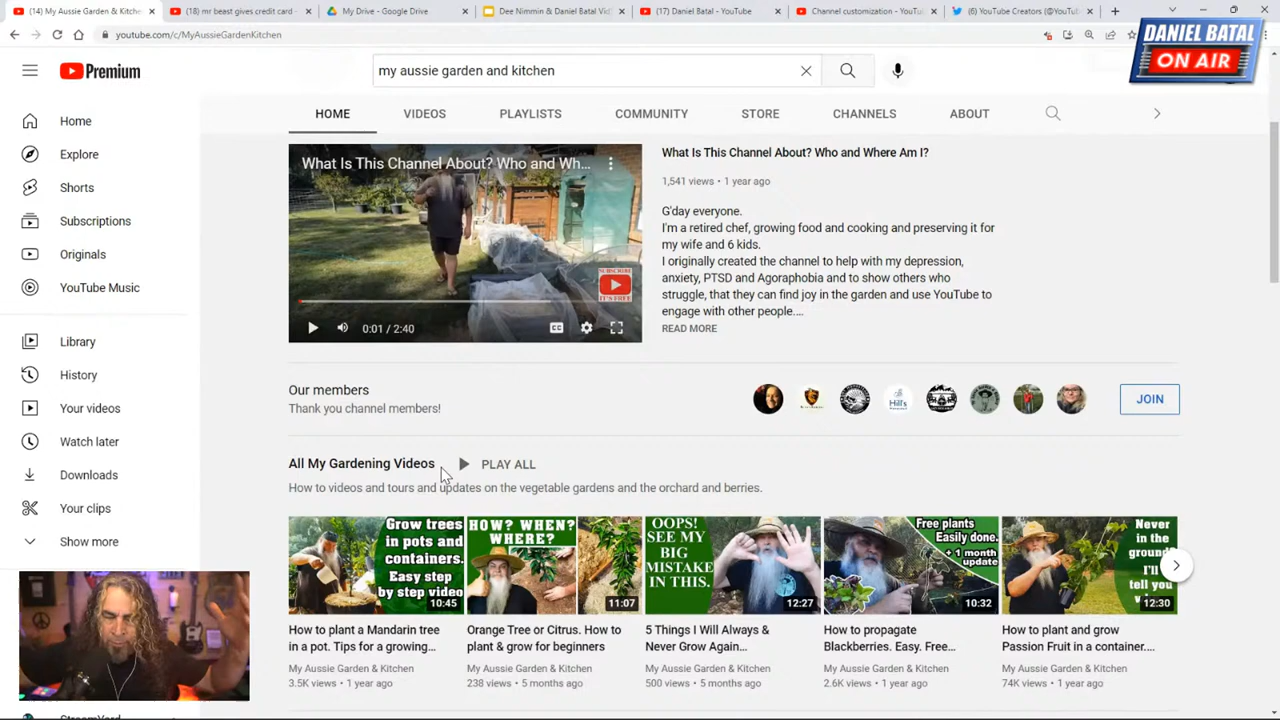 (14) My Aussie Garden & Kitche
(18) mr beast gives credit card -
My Drive - Google Drive
Dee Nimmin & Daniel Batal Vid
(17) Daniel Batal - YouTube
Channel customization - YouTu
(6) YouTube Creators (@YouTub
DANIEL BATAL
ON AIR
youtube.com/c/MyAussieGardenKitchen
Premium
my aussie garden and kitchen
HOME
VIDEOS
PLAYLISTS
COMMUNITY
STORE
CHANNELS
ABOUT
Home
Explore
Shorts
Subscriptions
Originals
YouTube Music
Library
History
Your videos
Watch later
Downloads
Your clips
Show more
StreamYard
What Is This Channel About? Who and Wh...
SUBSCRIBE
IT'S FREE
CC
0:01 / 2:40
What Is This Channel About? Who and Where Am I?
1,541 views • 1 year ago
G'day everyone.
I'm a retired chef, growing food and cooking and preserving it for
my wife and 6 kids.
I originally created the channel to help with my depression,
anxiety, PTSD and Agoraphobia and to show others who
struggle, that they can find joy in the garden and use YouTube to
engage with other people....
READ MORE
Our members
Thank you channel members!
Hill's
JOIN
All My Gardening Videos
PLAY ALL
How to videos and tours and updates on the vegetable gardens and the orchard and berries.
Grow trees
in pots and
containers.
Easy step
by step video
10:45
How to plant a Mandarin tree
in a pot. Tips for a growing...
My Aussie Garden & Kitchen
3.5K views • 1 year ago
HOW? WHEN?
WHERE?
11:07
Orange Tree or Citrus. How to
plant & grow for beginners
My Aussie Garden & Kitchen
238 views • 5 months ago
OOPS!
SEE MY
BIG
MISTAKE
IN THIS.
12:27
5 Things I Will Always &
Never Grow Again...
My Aussie Garden & Kitchen
500 views • 5 months ago
Free plants
Easily done.
+ 1 month
update
10:32
How to propagate
Blackberries. Easy. Free...
My Aussie Garden & Kitchen
2.6K views • 1 year ago
Never
in the
ground
I'll
tell you
12:30
How to plant and grow
Passion Fruit in a container....
My Aussie Garden & Kitchen
74K views • 1 year ago